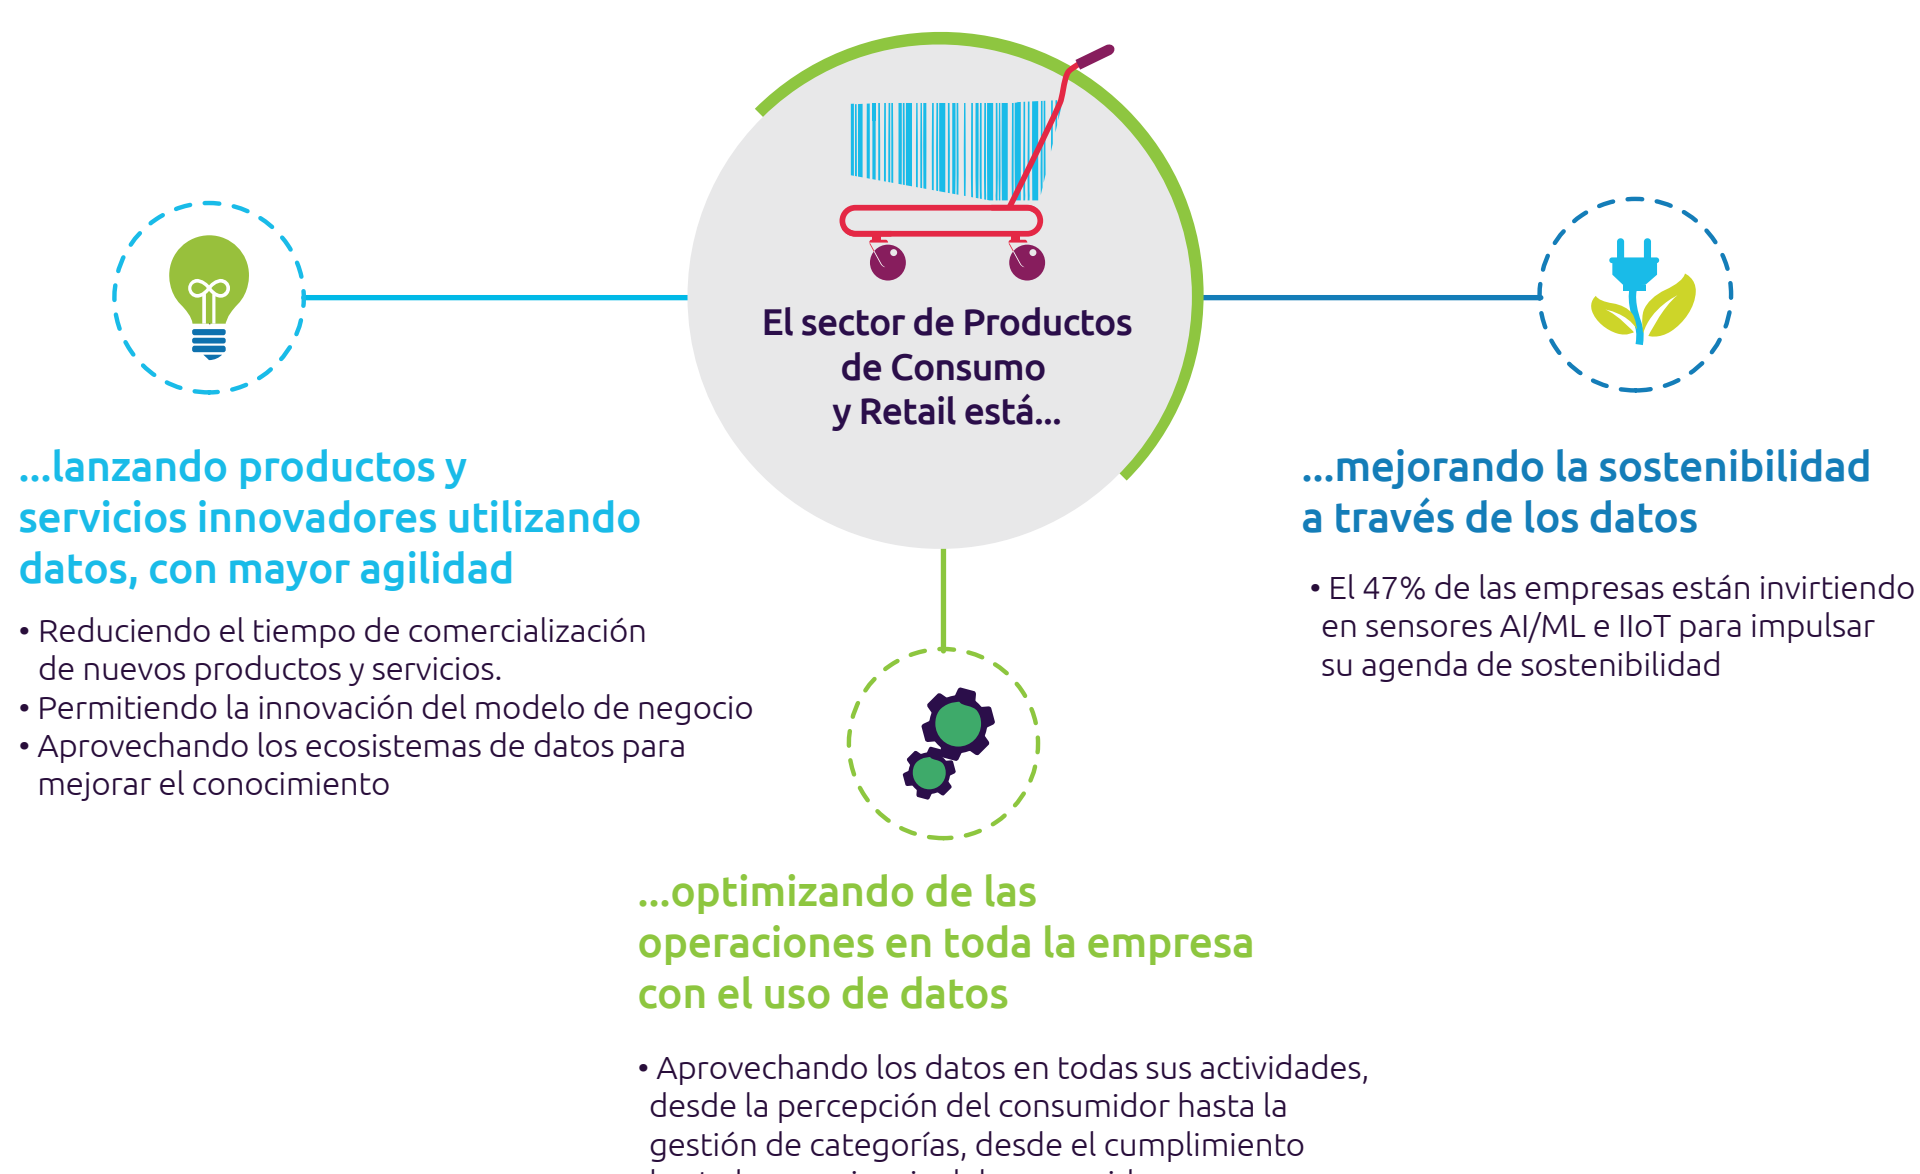 El sector de Productos
de Consumo
y Retail está...
...lanzando productos y
servicios innovadores utilizando
datos, con mayor agilidad
• Reduciendo el tiempo de comercialización
de nuevos productos y servicios.
• Permitiendo la innovación del modelo de negocio
• Aprovechando los ecosistemas de datos para
mejorar el conocimiento
...mejorando la sostenibilidad
a través de los datos
• El 47% de las empresas están invirtiendo
en sensores AI/ML e IIoT para impulsar
su agenda de sostenibilidad
...optimizando de las
operaciones en toda la empresa
con el uso de datos
• Aprovechando los datos en todas sus actividades,
desde la percepción del consumidor hasta la
gestión de categorías, desde el cumplimiento